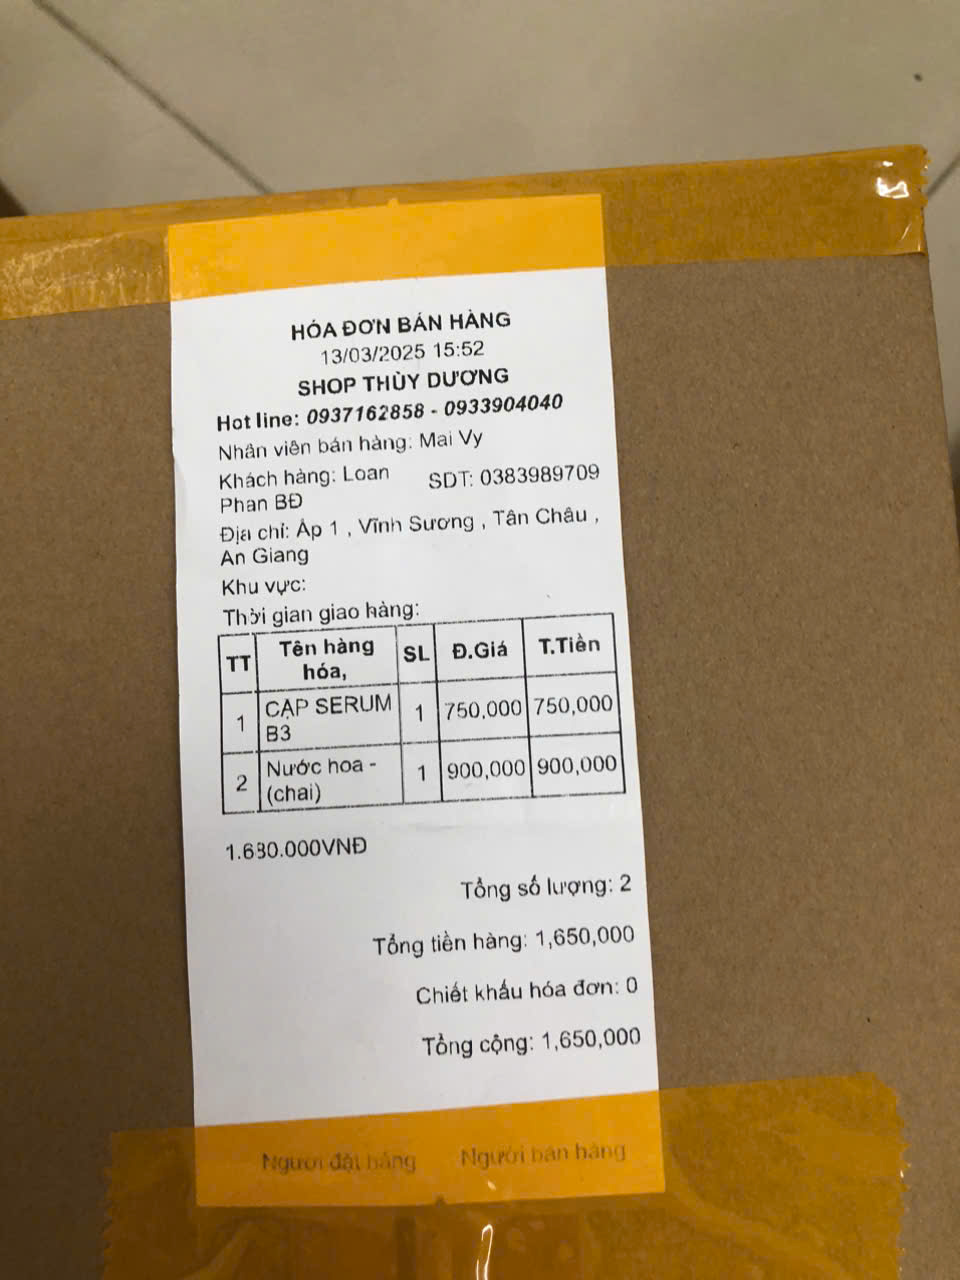 HÓA ĐƠN BÁN HÀNG
13/03/2025 15:52
SHOP THÙY DƯƠNG
Hot line: 0937162858 - 0933904040
Nhân viên bán hàng: Mai Vy
Khách hàng: Loan Phan BĐ SDT: 0383989709
Địa chỉ: Ấp 1 , Vĩnh Sương , Tân Châu ,
An Giang
Khu vực:
Thời gian giao hàng:
TT Tên hàng hóa, SL Đ.Giá T.Tiền
1 CẶP SERUM B3 1 750,000 750,000
2 Nước hoa - (chai) 1 900,000 900,000
1.680.000VNĐ
Tổng số lượng: 2
Tổng tiền hàng: 1,650,000
Chiết khấu hóa đơn: 0
Tổng cộng: 1,650,000
Người đặt hàng Người bán hàng